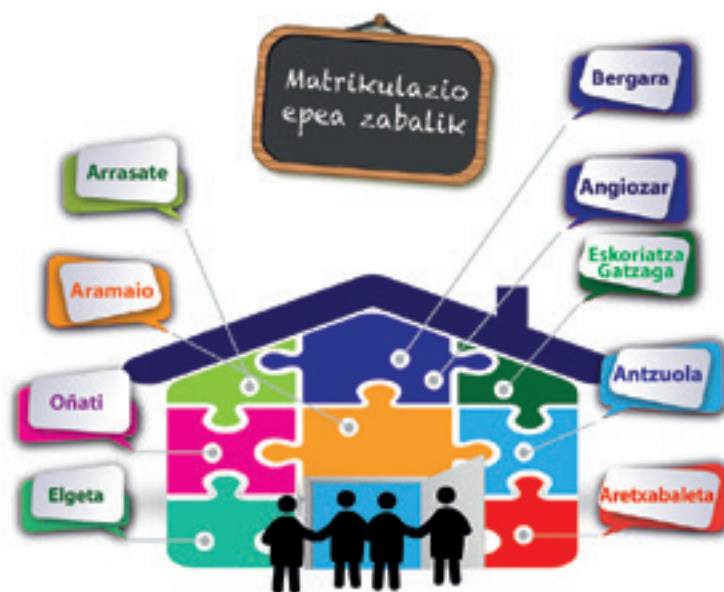 Matrikulazio
epea zabalik
Bergara
Arrasate
Angiozar
Eskoriatza
Gatzaga
Aramaio
Antzuola
Oñati
Elgeta
Aretxabaleta